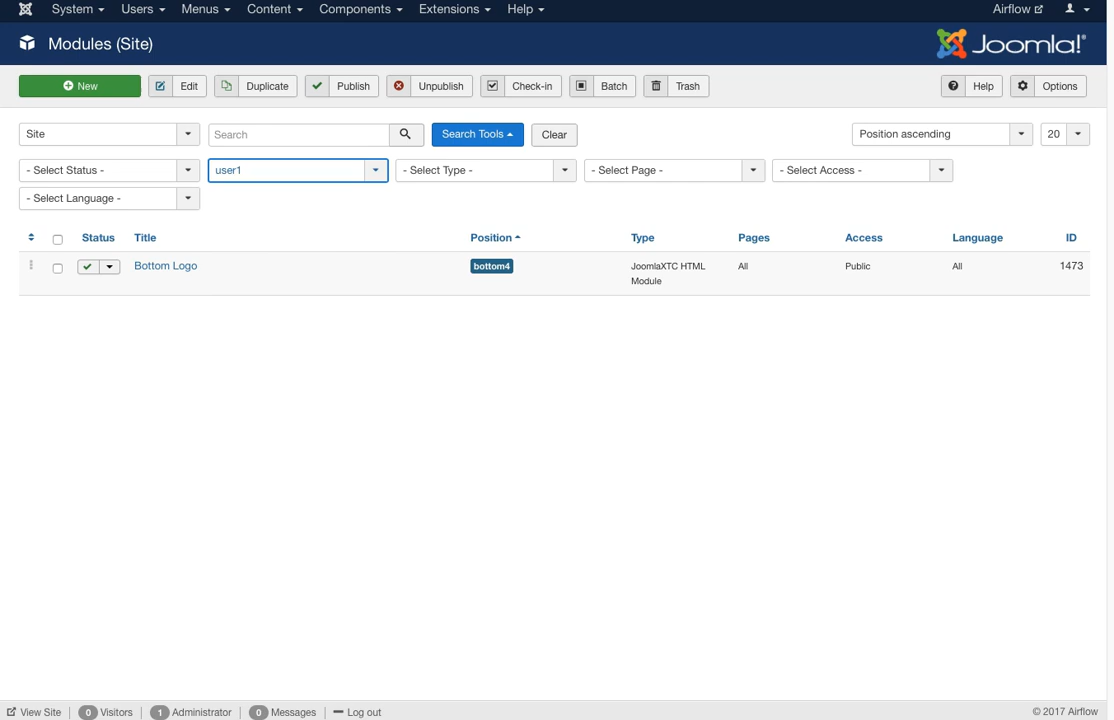 System Users Menus Content Components Extensions Help Airflow
Modules (Site) Joomla!®
New Edit Duplicate Publish Unpublish Check-in Batch Trash Help Options
Site Search Search Tools Clear Position ascending 20
- Select Status - user1 - Select Type - - Select Page - - Select Access -
- Select Language -
Status Title Position Type Pages Access Language ID
Bottom Logo bottom4 JoomlaXTC HTML All Public All 1473
Module
View Site 0 Visitors 1 Administrator 0 Messages Log out © 2017 Airflow